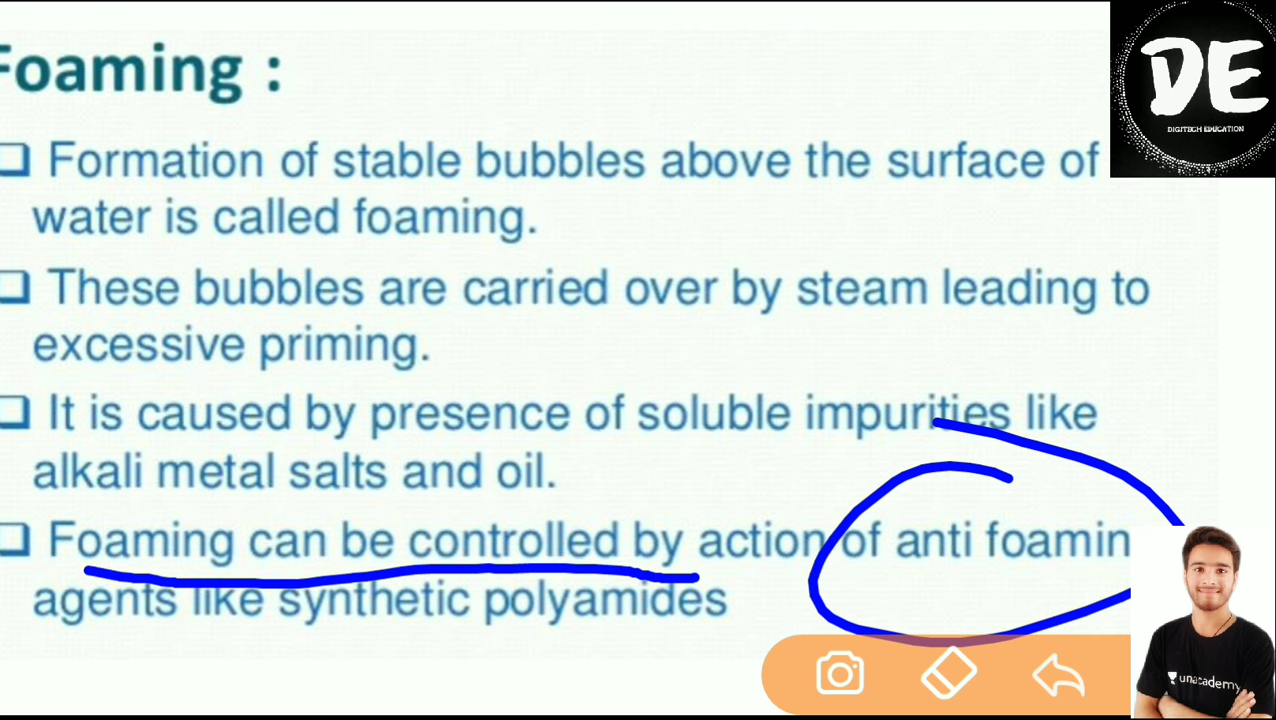 Foaming :
DE
DIGITECH EDUCATION
❑ Formation of stable bubbles above the surface of
water is called foaming.
❑ These bubbles are carried over by steam leading to
excessive priming.
❑ It is caused by presence of soluble impurities like
alkali metal salts and oil.
❑ Foaming can be controlled by action of anti foamin
agents like synthetic polyamides
unacademy